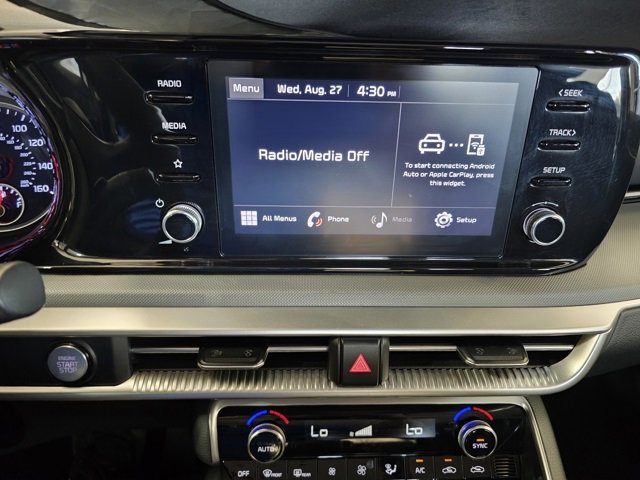 RADIO
MEDIA
Menu Wed, Aug. 27 4:30 PM
Radio/Media Off
To start connecting Android
Auto or Apple CarPlay, press
this widget.
All Menus Phone Media Setup
<SEEK
TRACK>
SETUP
100
120
140
160
ENGINE
START
STOP
Lo Lo
AUTO SYNC
OFF FRONT REAR A/C